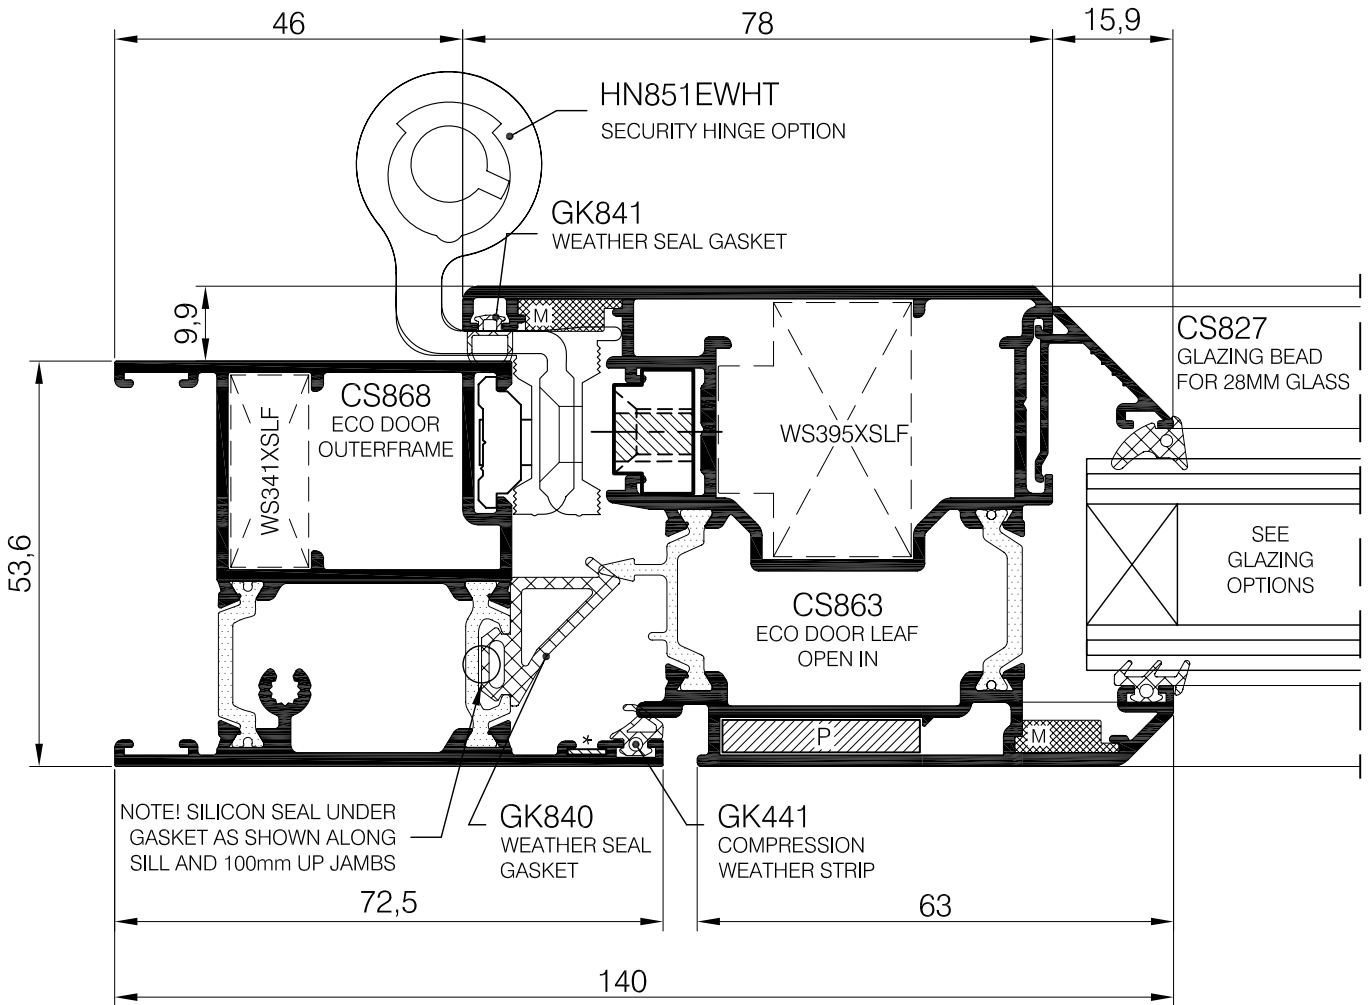 46
78
15,9
HN851EWHT
SECURITY HINGE OPTION
GK841
WEATHER SEAL GASKET
9,9
M
CS827
GLAZING BEAD
FOR 28MM GLASS
CS868
ECO DOOR
OUTERFRAME
WS341XSLF
WS395XSLF
53,6
SEE
GLAZING
OPTIONS
CS863
ECO DOOR LEAF
OPEN IN
*
P
M
NOTE! SILICON SEAL UNDER
GASKET AS SHOWN ALONG
SILL AND 100mm UP JAMBS
GK840
WEATHER SEAL
GASKET
GK441
COMPRESSION
WEATHER STRIP
72,5
63
140